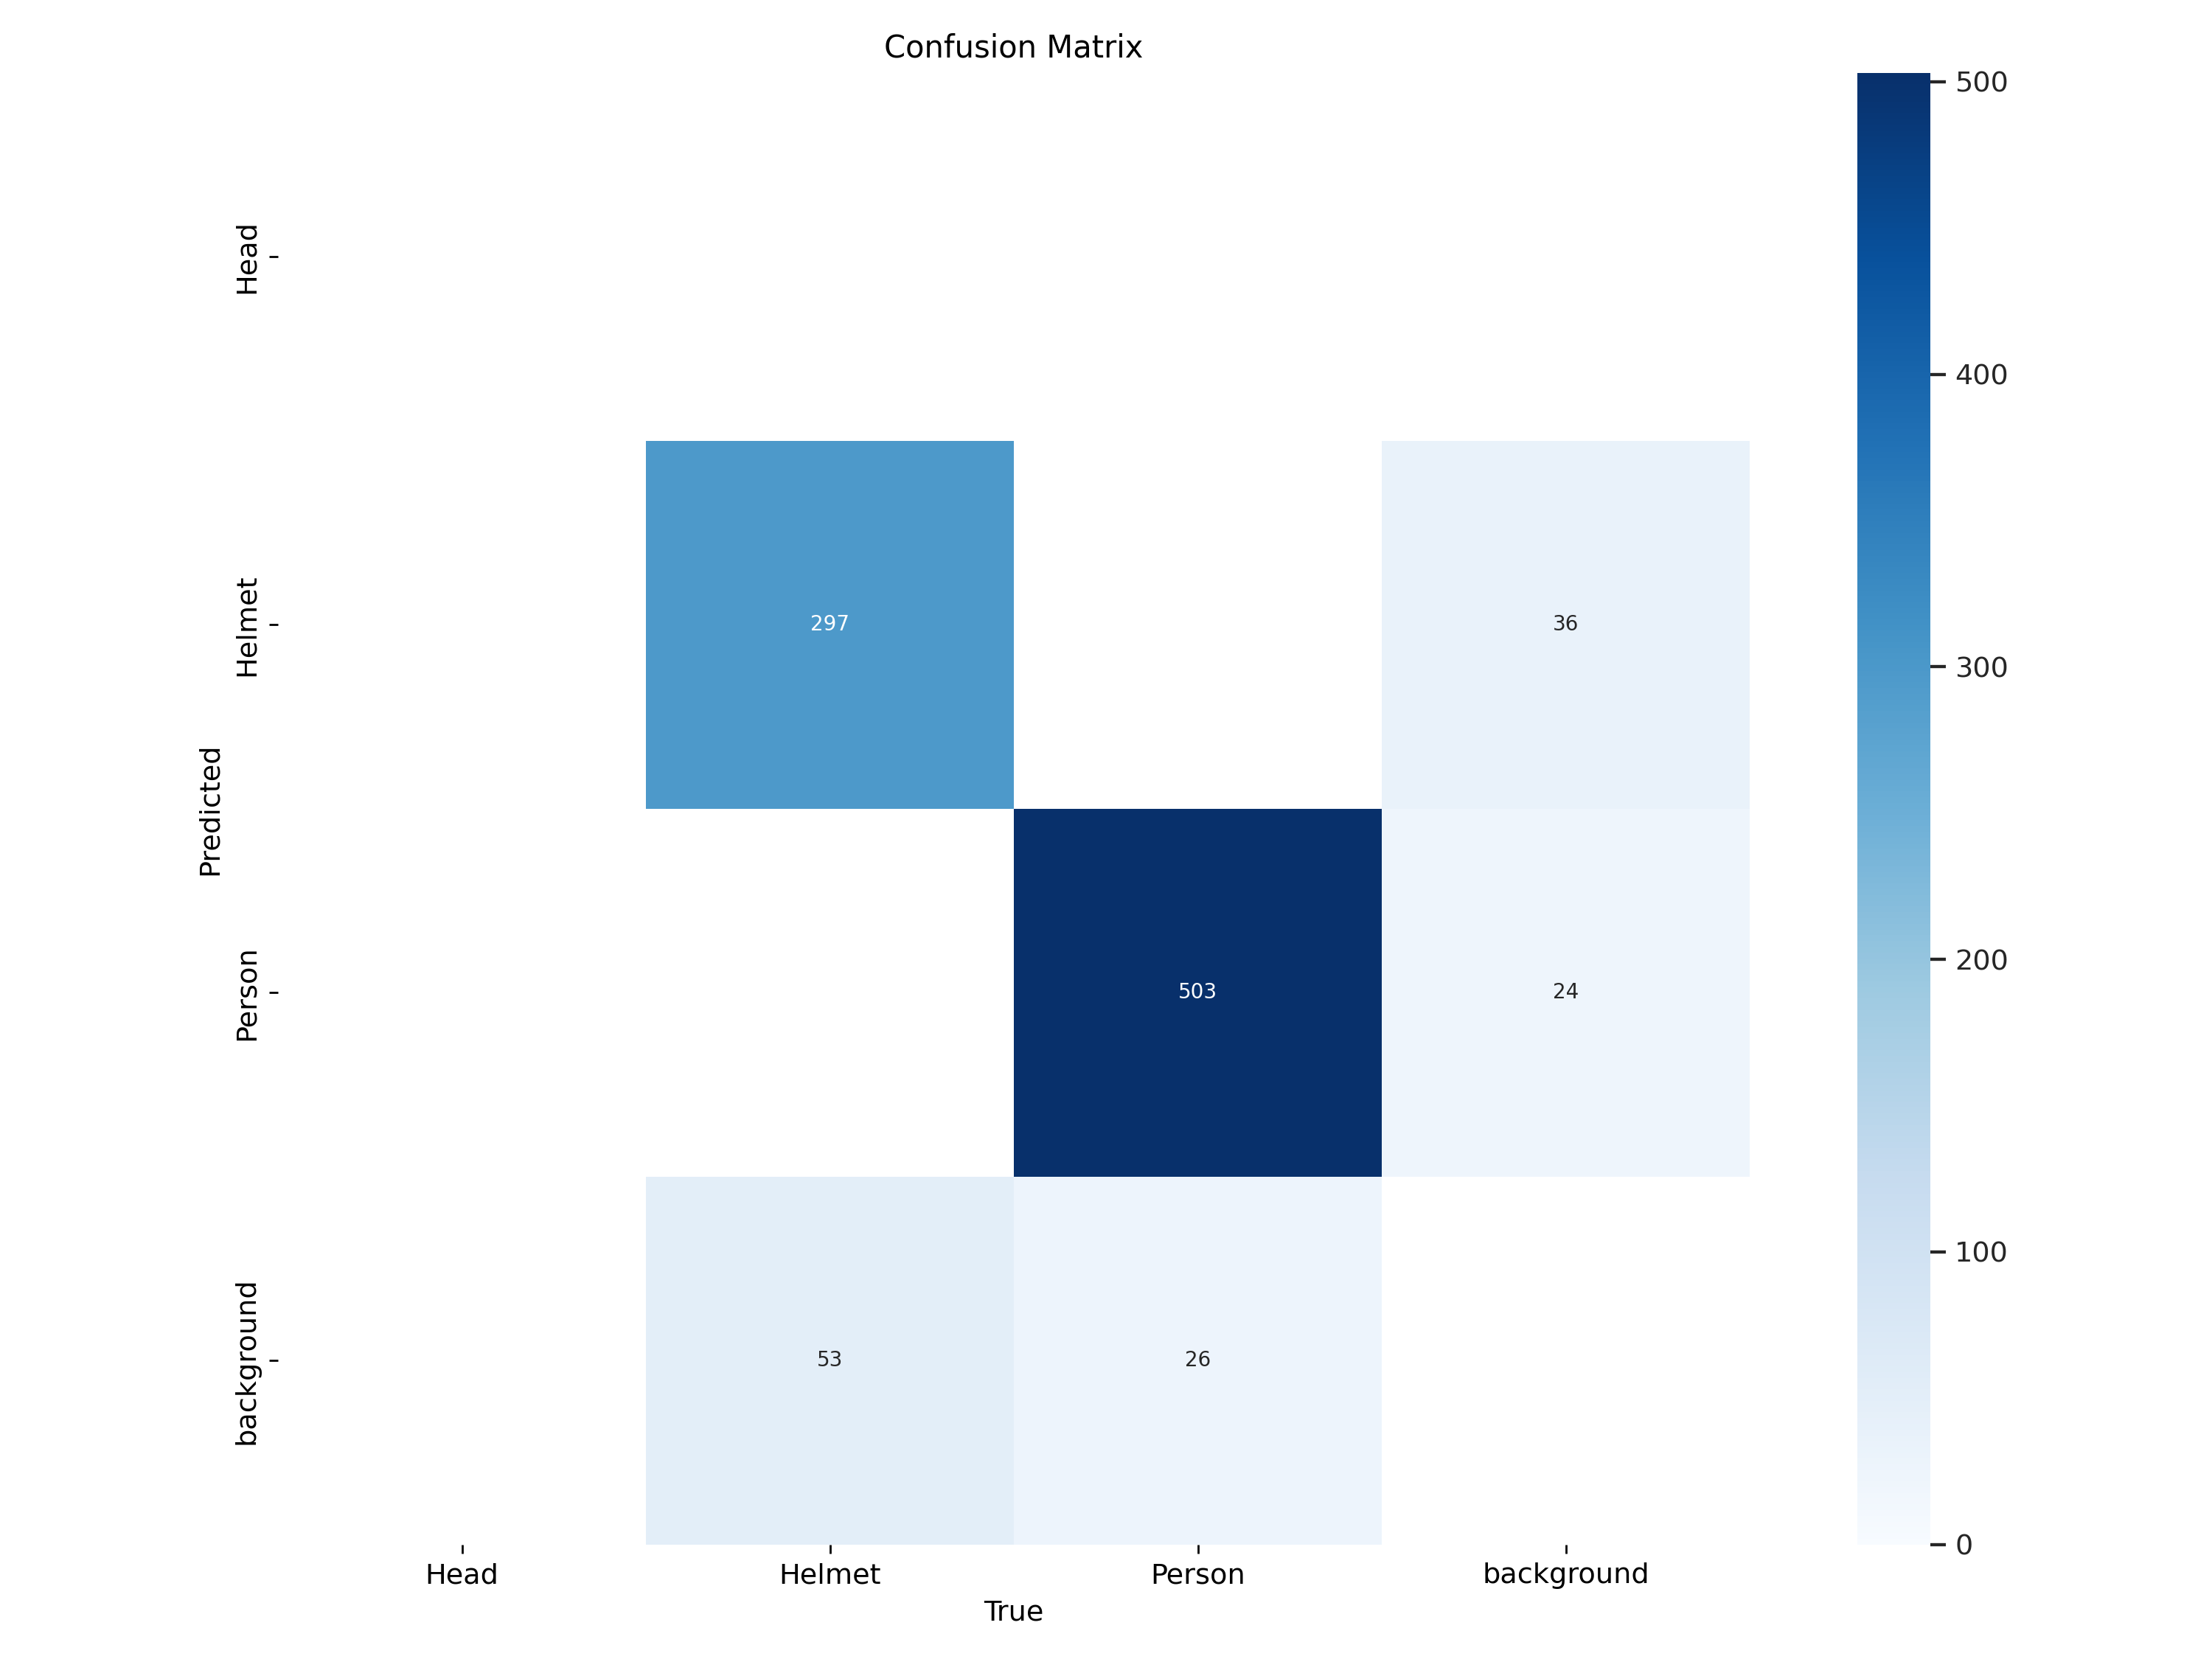 Confusion Matrix
500
400
300
200
100
0
Head
Helmet
Person
background
Predicted
297
36
503
24
53
26
Head
Helmet
Person
background
True